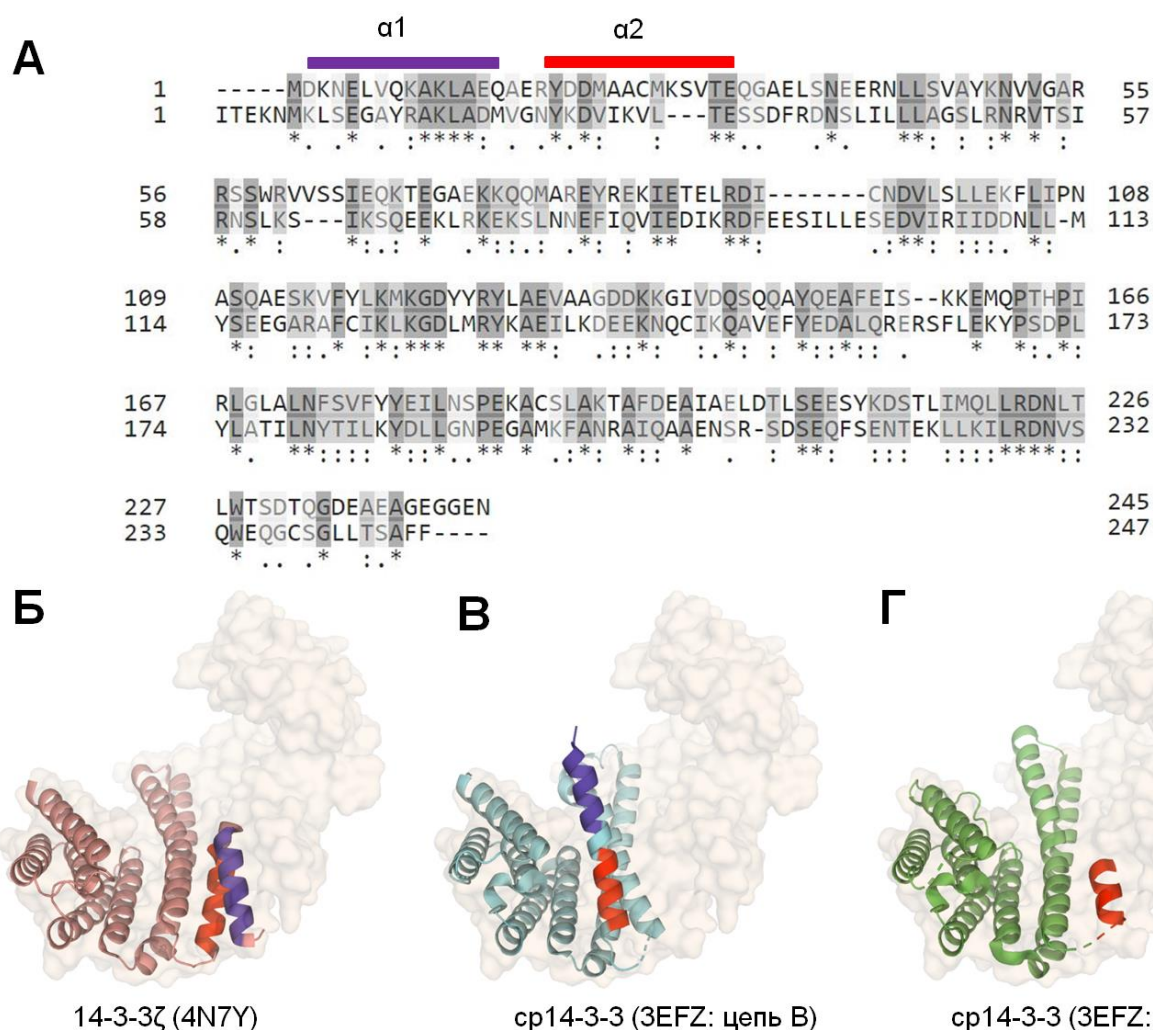 α1 α2
А
1 -----MDKNELVQKAKLAEQAERYDDMAACMKSVTEQGAELSNEERNLLSVAYKNVVGAR 55
1 ITEKNMKLSEGAYRAKLADMVGNYKDVIKVL---TESSDFRDNSLILLLAGSLRNRVTSI 57
*. .* :****: . . *.*: : **. .* ** .* * :
56 RSSWRVVSSIEQKTEGAEKKQQMAREYREKIETELRDI-------CNDVLSLLEKFLIPN 108
58 RNSLKS---IKSQEEKLRKEKSLNNEFIQVIEDIKRDFEESILLESEDVIRIIDDNLL-M 113
*.* : *:.: * .*::.: .*: ** **: .:**: :::. *:
109 ASQAESKVFYLKMKGDYYRYLAEVAAGDDKKGIVDQSQQAYQEAFEIS--KKEMQPTHPI 166
114 YSEEGARAFCIKLKGDLMRYKAEILKDEEKNQCIKQAVEFYEDALQRERSFLEKYPSDPL 173
*: ::.* :*:*** ** **: .::*: :.*: : *::*:: . * *:.*:
167 RLGLALNFSVFYYEILNSPEKACSLAKTAFDEAIAELDTLSEESYKDSTLIMQLLRDNLT 226
174 YLATILNYTILKYDLLGNPEGAMKFANRAIQAAENSR-SDSEQFSENTEKLLKILRDNVS 232
*. **:::: *::*..** * .:*: *: * . : **: ::: :::****::
227 LWTSDTQGDEAEAGEGGEN 245
233 QWEQGCSGLLTSAFF---- 247
* .. .* :.*
Б В Г
14-3-3ζ (4N7Y) cp14-3-3 (3EFZ: цепь B) cp14-3-3 (3EFZ: